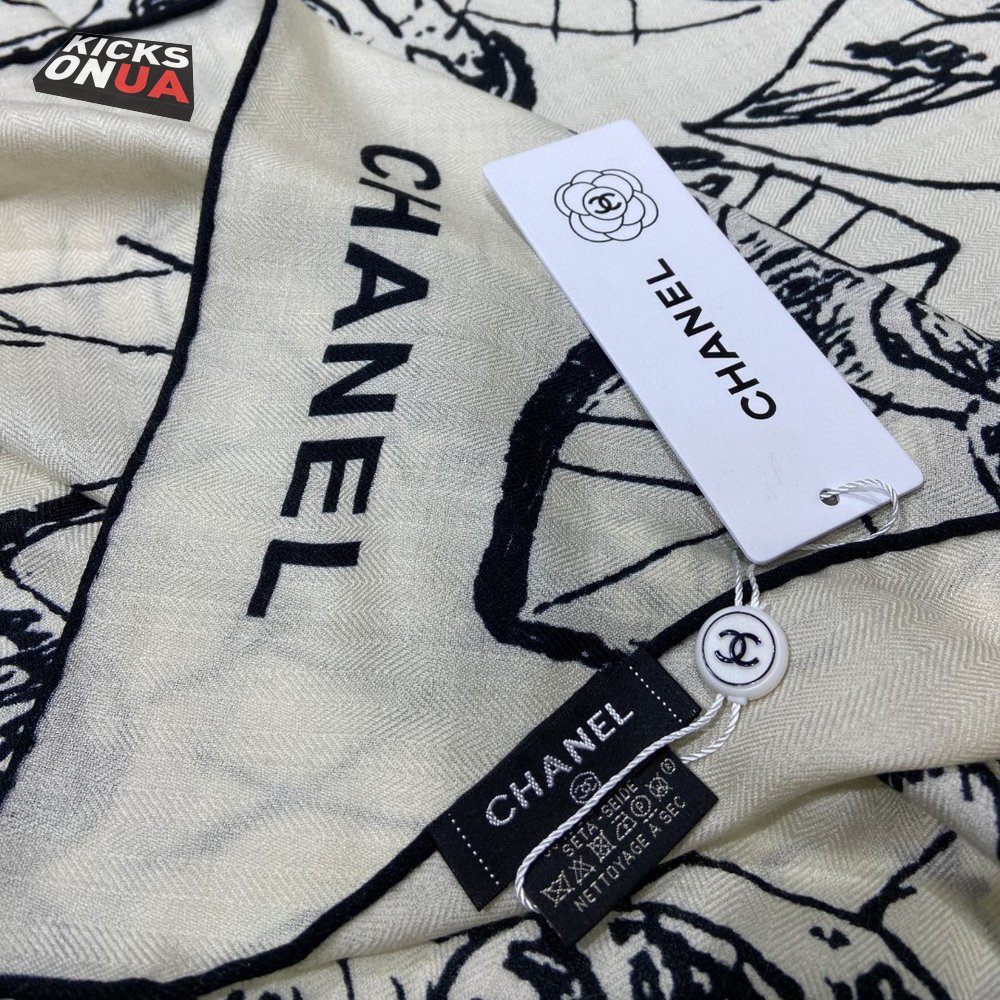 KICKS
ONUA
CHANEL
CHANEL
CHANEL
SETA-SEIDE
NETTOYAGE À SEC